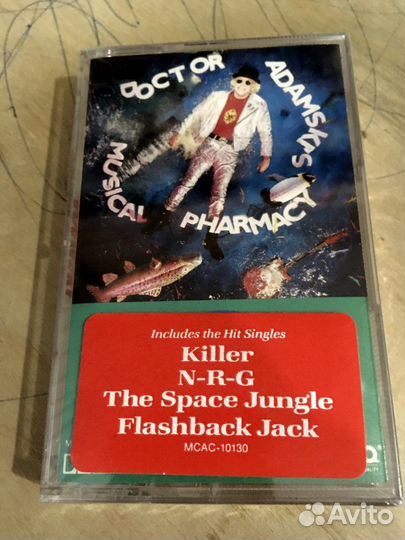 DOCTOR
ADAMSKI'S
MUSICAL
PHARMACY
Includes the Hit Singles
Killer
N-R-G
The Space Jungle
Flashback Jack
MCAC-10130
Avito